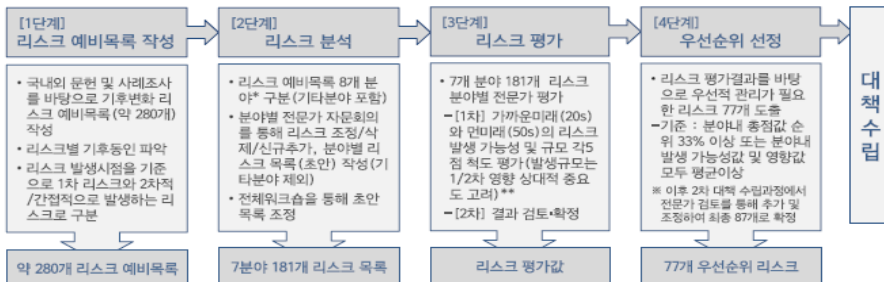 [1단계]
리스크 예비목록 작성
• 국내외 문헌 및 사례조사
를 바탕으로 기후변화 리
스크 예비목록(약 280개)
작성
• 리스크별 기후동인 파악
• 리스크 발생시점을 기준
으로 1차 리스크와 2차적
/간접적으로 발생하는 리
스크로 구분
약 280개 리스크 예비목록
[2단계]
리스크 분석
• 리스크 예비목록 8개 분
야* 구분(기타분야 포함)
• 분야별 전문가 자문회의
를 통해 리스크 조정/삭
제/신규추가, 분야별 리
스크 목록(초안) 작성(기
타분야 제외)
• 전체워크숍을 통해 초안
목록 조정
7분야 181개 리스크 목록
[3단계]
리스크 평가
• 7개 분야 181개 리스크
분야별 전문가 평가
–[1차] 가까운미래(20s)
와 먼미래(50s)의 리스크
발생 가능성 및 규모 각5
점 척도 평가(발생규모는
1/2차 영향 상대적 중요
도 고려)**
–[2차] 결과 검토•확정
리스크 평가값
[4단계]
우선순위 선정
• 리스크 평가결과를 바탕
으로 우선적 관리가 필요
한 리스크 77개 도출
–기준 : 분야내 총점값 순
위 33% 이상 또는 분야내
발생 가능성값 및 영향값
모두 평균이상
※ 이후 2차 대책 수립과정에서
전문가 검토를 통해 추가 및
조정하여 최종 87개로 확정
77개 우선순위 리스크
대책수립